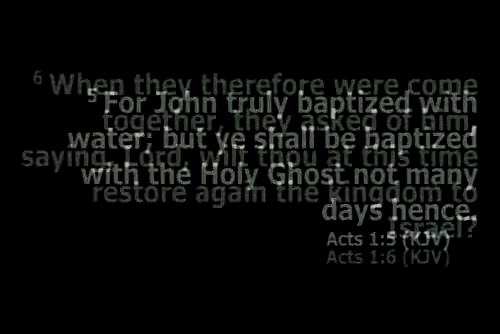 6 When they therefore were come
together, they asked of him,
saying, Lord, wilt thou at this time
restore again the kingdom to
Israel?
Acts 1:6 (KJV)
5 For John truly baptized with
water; but ye shall be baptized
with the Holy Ghost not many
days hence.
Acts 1:5 (KJV)